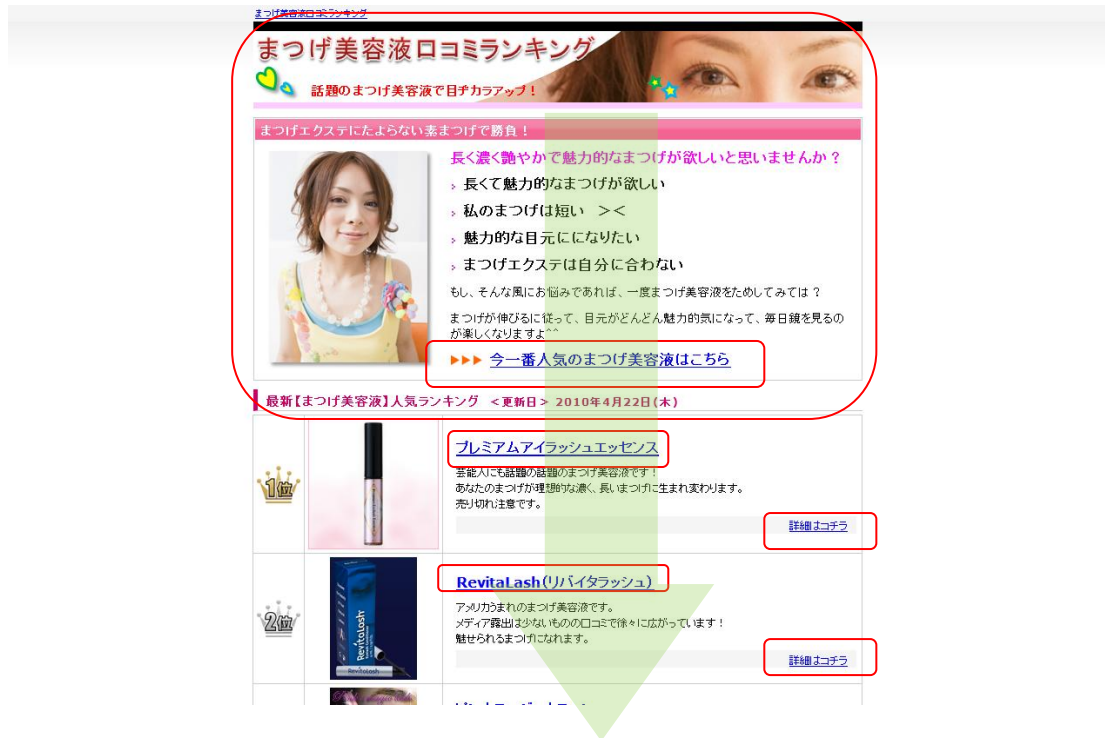 まつげ美容液口コミランキング
まつげ美容液口コミランキング
話題のまつげ美容液で目ヂカラアップ！
まつげエクステにたよらない素まつげで勝負！
長く濃く艶やかで魅力的なまつげが欲しいと思いませんか？
› 長くて魅力的なまつげが欲しい
› 私のまつげは短い ＞＜
› 魅力的な目元にになりたい
› まつげエクステは自分に合わない
もし、そんな風にお悩みであれば、一度まつげ美容液をためしてみては？
まつげが伸びるに従って、目元がどんどん魅力的気になって、毎日鏡を見るの
が楽しくなりますよ^^
今一番人気のまつげ美容液はこちら
最新【まつげ美容液】人気ランキング ＜更新日＞ 2010年4月22日(木)
1位
プレミアムアイラッシュエッセンス
芸能人にも話題の話題のまつげ美容液です！
あなたのまつげが理想的な濃く、長いまつげに生まれ変わります。
売り切れ注意です。
詳細はコチラ
2位
RevitaLash
RevitaLash
RevitaLash(リバイタラッシュ)
アメリカうまれのまつげ美容液です。
メディア露出は少ないものの口コミで徐々に広がっています！
魅せられるまつげになれます。
詳細はコチラ